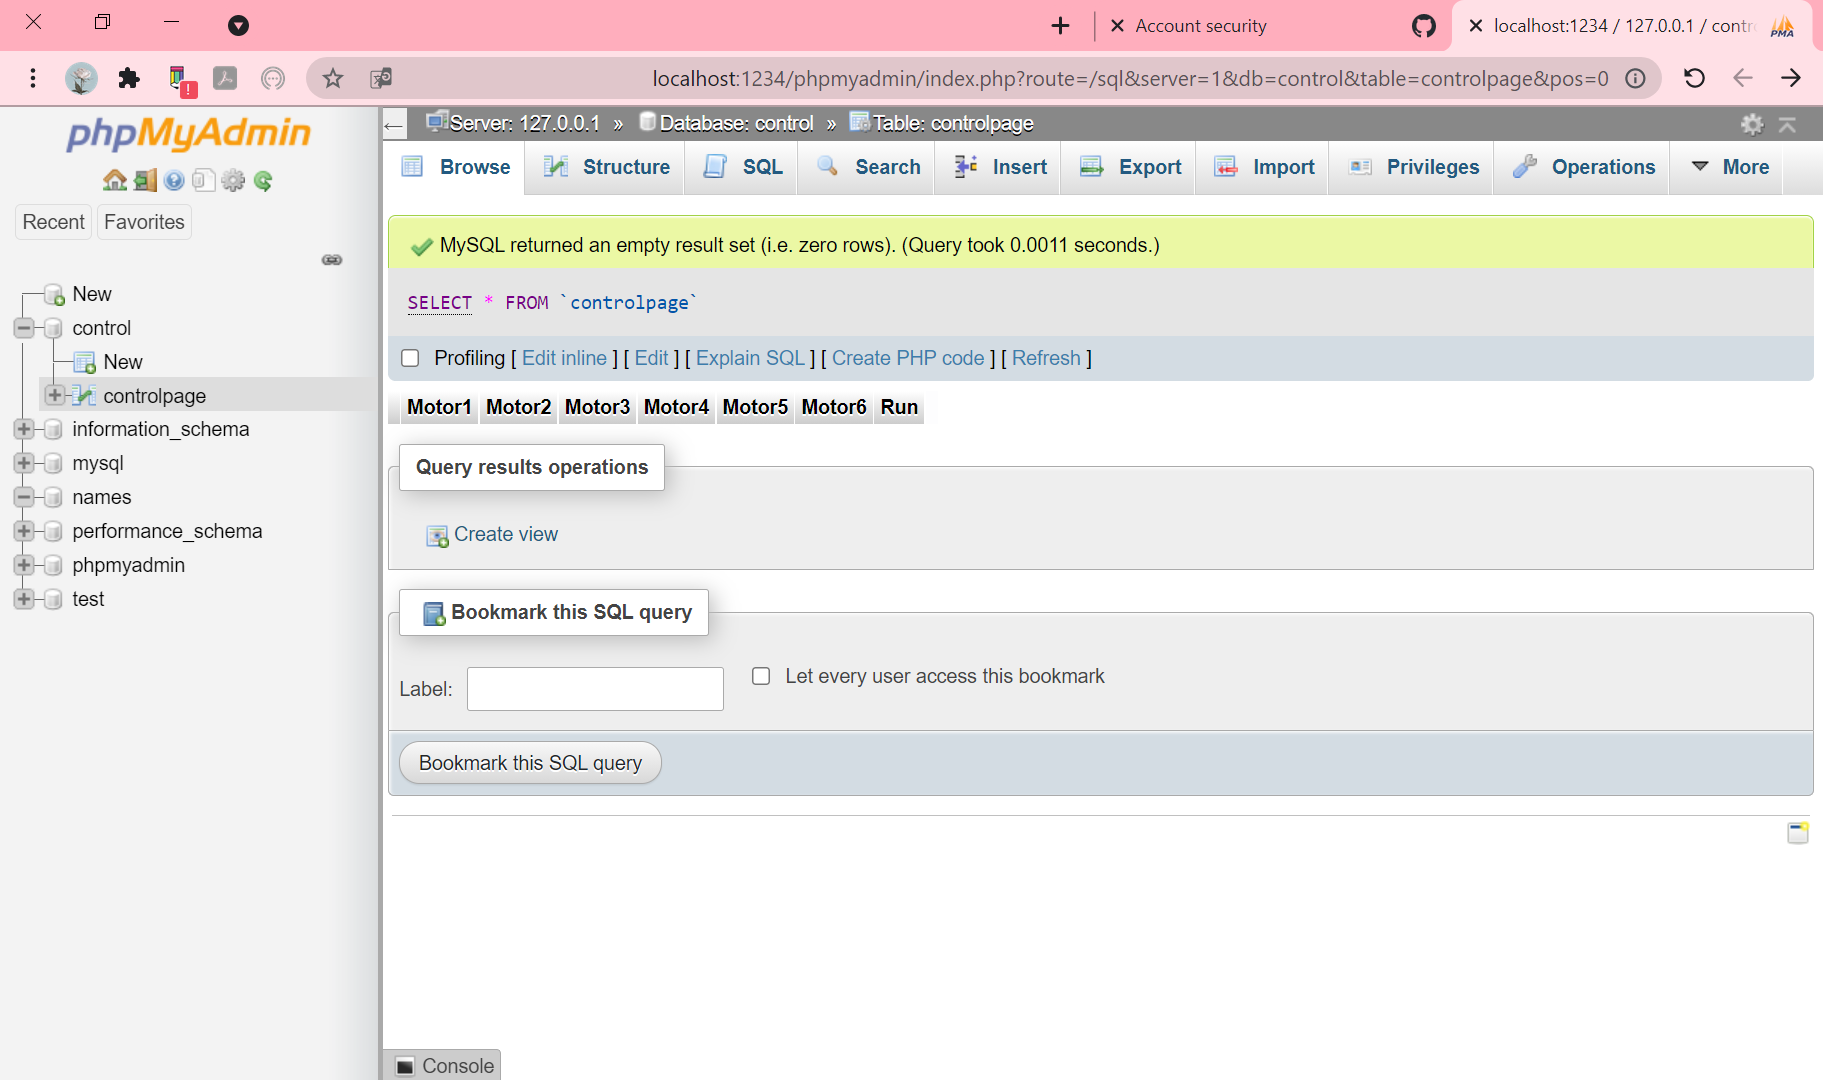 Account security
localhost:1234 / 127.0.0.1 / contr
PMA
localhost:1234/phpmyadmin/index.php?route=/sql&server=1&db=control&table=controlpage&pos=0
phpMyAdmin
Recent Favorites
New
control
New
controlpage
information_schema
mysql
names
performance_schema
phpmyadmin
test
Server: 127.0.0.1 » Database: control » Table: controlpage
Browse Structure SQL Search Insert Export Import Privileges Operations More
MySQL returned an empty result set (i.e. zero rows). (Query took 0.0011 seconds.)
SELECT * FROM `controlpage`
Profiling [ Edit inline ] [ Edit ] [ Explain SQL ] [ Create PHP code ] [ Refresh ]
Motor1 Motor2 Motor3 Motor4 Motor5 Motor6 Run
Query results operations
Create view
Bookmark this SQL query
Label: Let every user access this bookmark
Bookmark this SQL query
Console